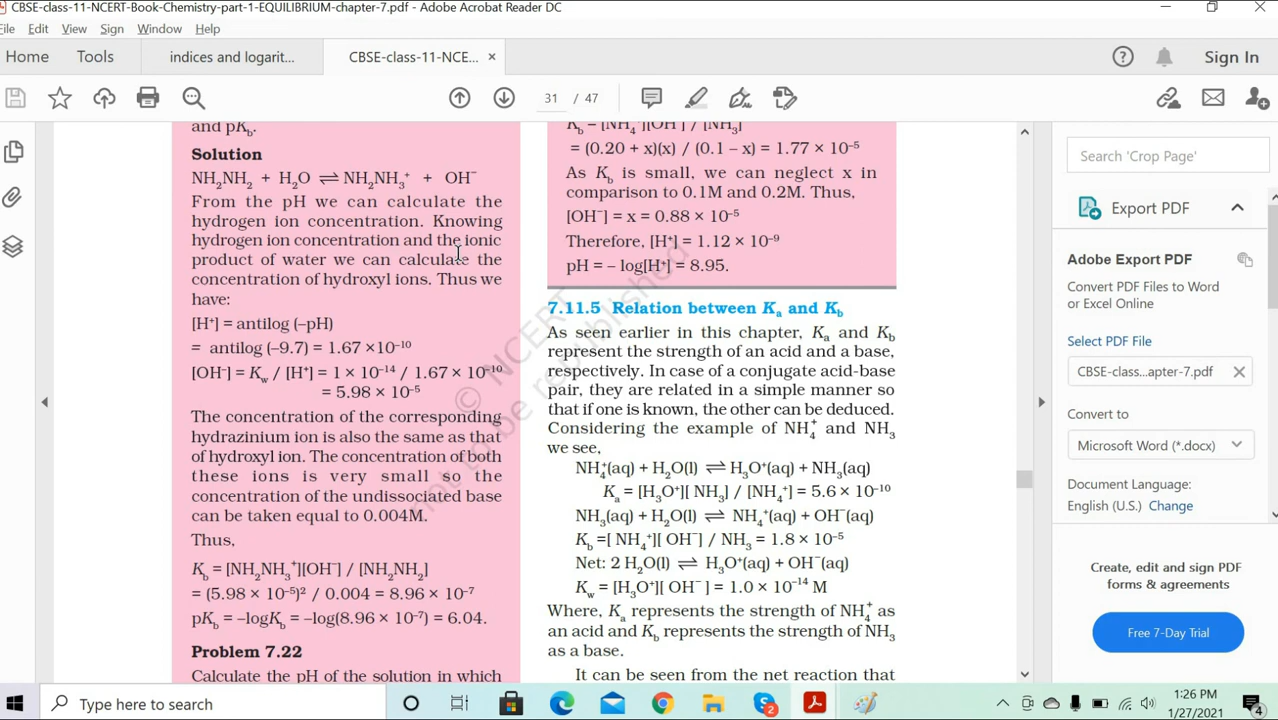 CBSE-class-11-NCERT-Book-Chemistry-part-1-EQUILIBRIUM-chapter-7.pdf - Adobe Acrobat Reader DC
File Edit View Sign Window Help
Home Tools indices and logarit... CBSE-class-11-NCE... × Sign In
31 / 47
and pKb.
Solution
NH₂NH₂ + H₂O ⇌ NH₂NH₃⁺ + OH⁻
From the pH we can calculate the
hydrogen ion concentration. Knowing
hydrogen ion concentration and the ionic
product of water we can calculate the
concentration of hydroxyl ions. Thus we
have:
[H⁺] = antilog (–pH)
= antilog (–9.7) = 1.67 ×10⁻¹⁰
[OH⁻] = Kw / [H⁺] = 1 × 10⁻¹⁴ / 1.67 × 10⁻¹⁰
= 5.98 × 10⁻⁵
The concentration of the corresponding
hydrazinium ion is also the same as that
of hydroxyl ion. The concentration of both
these ions is very small so the
concentration of the undissociated base
can be taken equal to 0.004M.
Thus,
Kb = [NH₂NH₃⁺][OH⁻] / [NH₂NH₂]
= (5.98 × 10⁻⁵)² / 0.004 = 8.96 × 10⁻⁷
pKb = –logKb = –log(8.96 × 10⁻⁷) = 6.04.
Problem 7.22
Calculate the pH of the solution in which
Kb = [NH₄⁺][OH⁻] / [NH₃]
= (0.20 + x)(x) / (0.1 – x) = 1.77 × 10⁻⁵
As Kb is small, we can neglect x in
comparison to 0.1M and 0.2M. Thus,
[OH⁻] = x = 0.88 × 10⁻⁵
Therefore, [H⁺] = 1.12 × 10⁻⁹
pH = – log[H⁺] = 8.95.
7.11.5 Relation between Ka and Kb
As seen earlier in this chapter, Ka and Kb
represent the strength of an acid and a base,
respectively. In case of a conjugate acid-base
pair, they are related in a simple manner so
that if one is known, the other can be deduced.
Considering the example of NH₄⁺ and NH₃
we see,
NH₄⁺(aq) + H₂O(l) ⇌ H₃O⁺(aq) + NH₃(aq)
Ka = [H₃O⁺][ NH₃] / [NH₄⁺] = 5.6 × 10⁻¹⁰
NH₃(aq) + H₂O(l) ⇌ NH₄⁺(aq) + OH⁻(aq)
Kb =[ NH₄⁺][ OH⁻] / NH₃ = 1.8 × 10⁻⁵
Net: 2 H₂O(l) ⇌ H₃O⁺(aq) + OH⁻(aq)
Kw = [H₃O⁺][ OH⁻ ] = 1.0 × 10⁻¹⁴ M
Where, Ka represents the strength of NH₄⁺ as
an acid and Kb represents the strength of NH₃
as a base.
It can be seen from the net reaction that
© NCERT
not to be republished
Search 'Crop Page'
Export PDF
Adobe Export PDF
Convert PDF Files to Word
or Excel Online
Select PDF File
CBSE-class...apter-7.pdf ×
Convert to
Microsoft Word (*.docx)
Document Language:
English (U.S.) Change
Create, edit and sign PDF
forms & agreements
Free 7-Day Trial
Type here to search
2
1:26 PM
1/27/2021
4